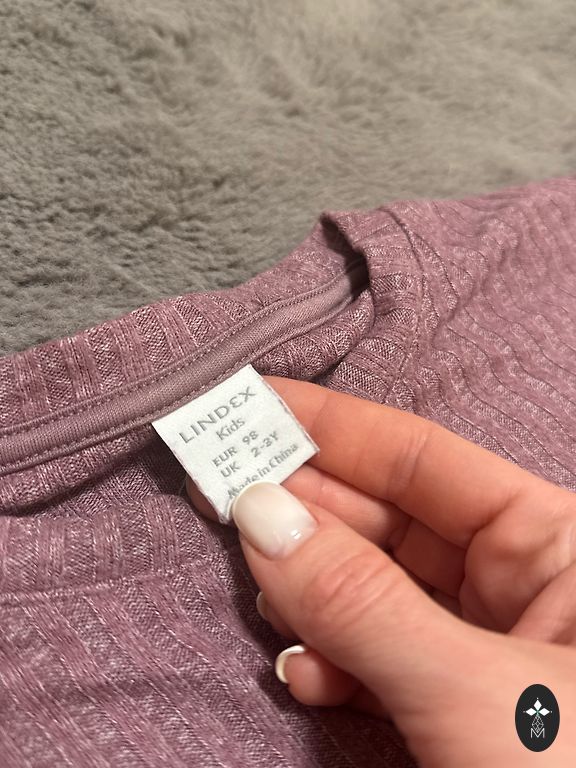 LINDEX
Kids
EUR 98
UK 2-3Y
Made in China
M